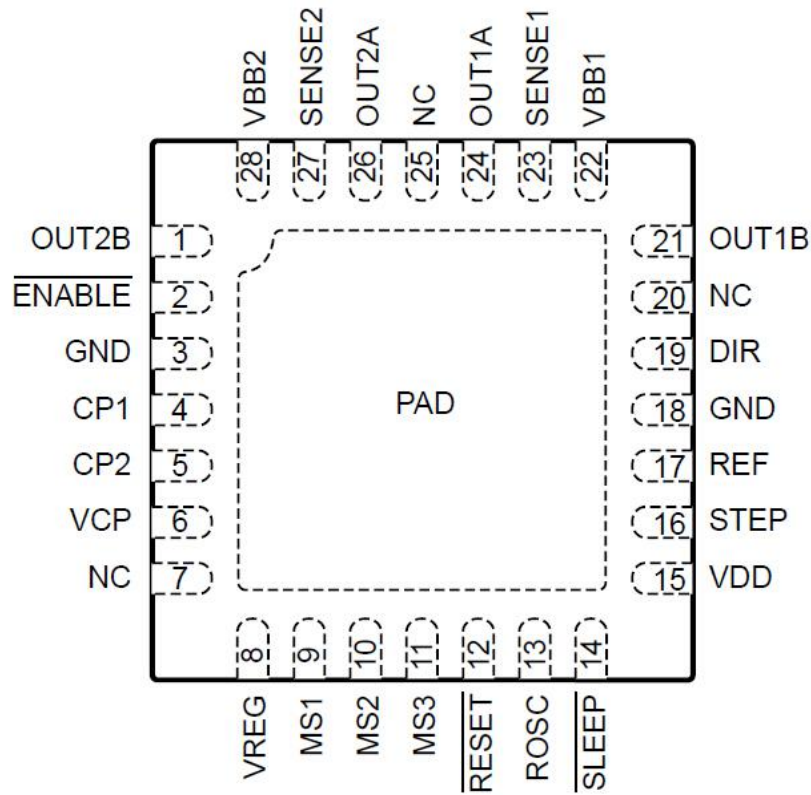 VBB2
SENSE2
OUT2A
NC
OUT1A
SENSE1
VBB1
28
27
26
25
24
23
22
OUT2B 1
ENABLE 2
GND 3
CP1 4
CP2 5
VCP 6
NC 7
PAD
21 OUT1B
20 NC
19 DIR
18 GND
17 REF
16 STEP
15 VDD
8
9
10
11
12
13
14
VREG
MS1
MS2
MS3
RESET
ROSC
SLEEP